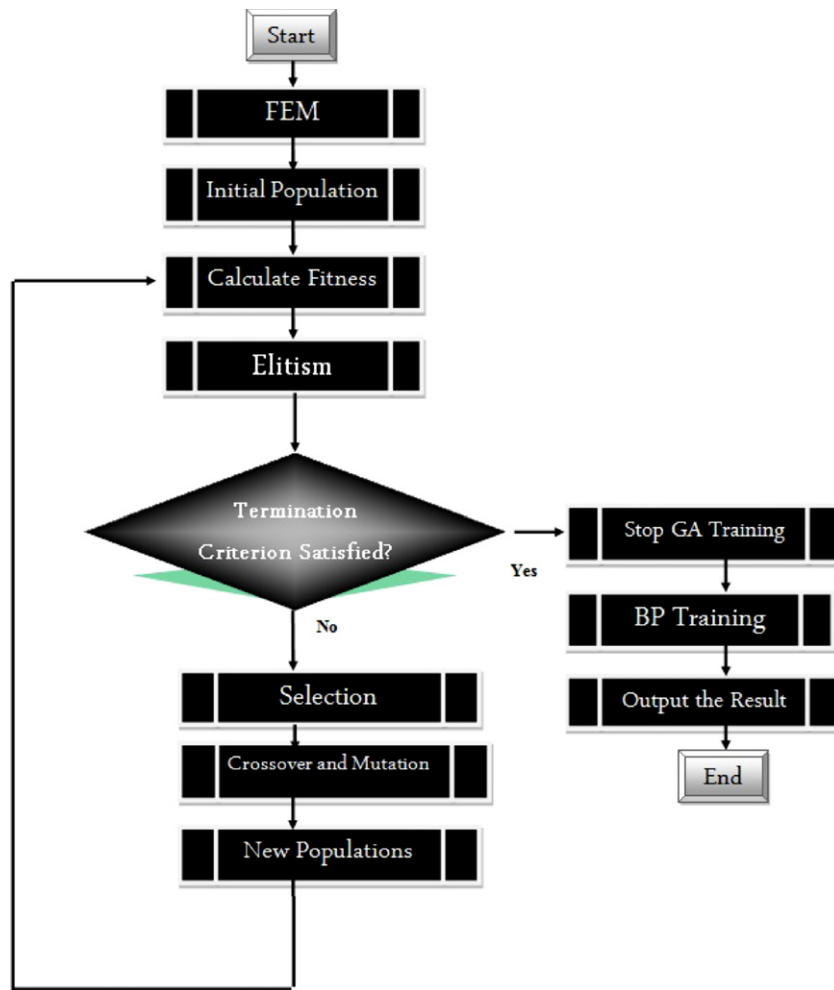 Start
FEM
Initial Population
Calculate Fitness
Elitism
Termination
Criterion Satisfied?
Yes
No
Stop GA Training
BP Training
Output the Result
End
Selection
Crossover and Mutation
New Populations